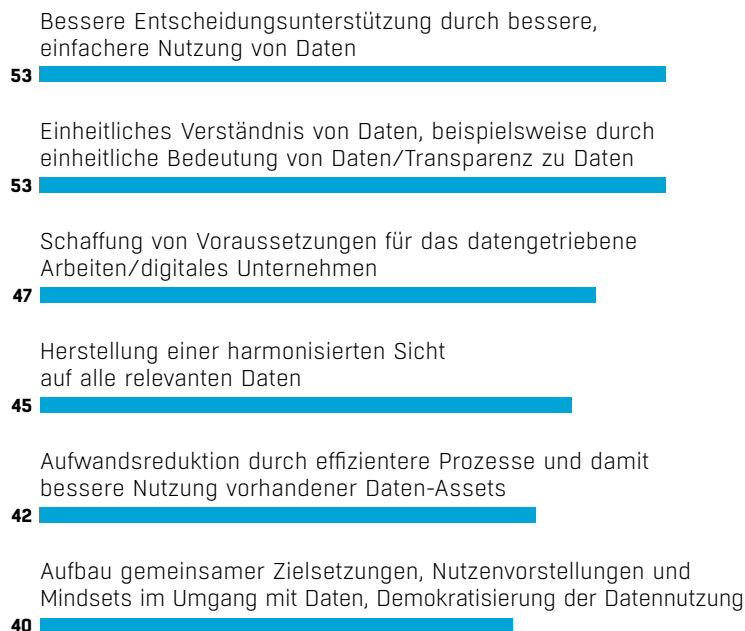 Bessere Entscheidungsunterstützung durch bessere,
einfachere Nutzung von Daten
53
Einheitliches Verständnis von Daten, beispielsweise durch
einheitliche Bedeutung von Daten/Transparenz zu Daten
53
Schaffung von Voraussetzungen für das datengetriebene
Arbeiten/digitales Unternehmen
47
Herstellung einer harmonisierten Sicht
auf alle relevanten Daten
45
Aufwandsreduktion durch effizientere Prozesse und damit
bessere Nutzung vorhandener Daten-Assets
42
Aufbau gemeinsamer Zielsetzungen, Nutzenvorstellungen und
Mindsets im Umgang mit Daten, Demokratisierung der Datennutzung
40